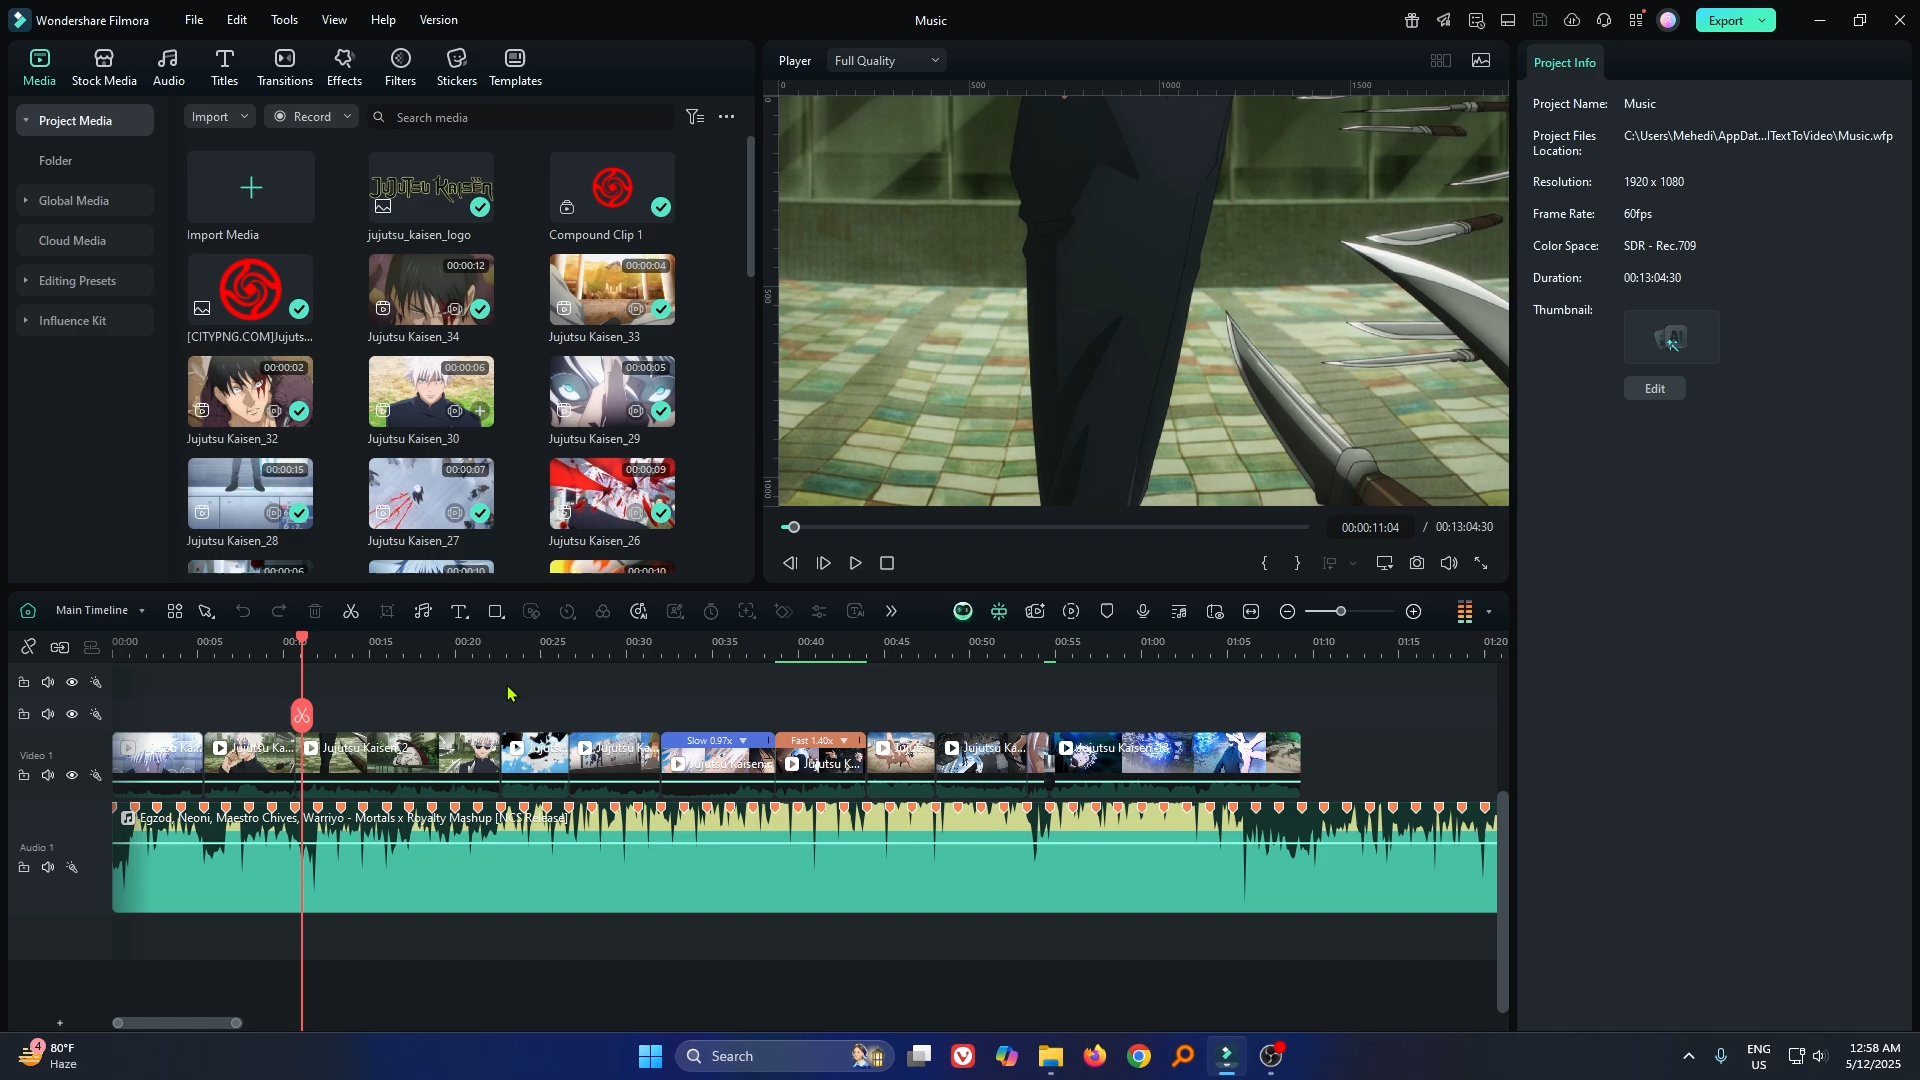 Wondershare Filmora
File
Edit
Tools
View
Help
Version
Music
Export
Media
Stock Media
Audio
Titles
Transitions
Effects
Filters
Stickers
Templates
Player
Full Quality
Project Info
Project Media
Folder
Global Media
Cloud Media
Editing Presets
Influence Kit
Import
Record
Search media
Import Media
JUJUTSU KAISEN
jujutsu_kaisen_logo
Compound Clip 1
[CITYPNG.COM]Jujuts...
00:00:12
Jujutsu Kaisen_34
00:00:04
Jujutsu Kaisen_33
00:00:02
Jujutsu Kaisen_32
00:00:06
Jujutsu Kaisen_30
00:00:05
Jujutsu Kaisen_29
00:00:15
Jujutsu Kaisen_28
00:00:07
Jujutsu Kaisen_27
00:00:09
Jujutsu Kaisen_26
00:00:06
00:00:10
00:00:10
0
500
1000
1500
0
500
1000
00:00:11:04
/ 00:13:04:30
Project Name:
Music
Project Files Location:
C:\Users\Mehedi\AppDat...lTextToVideo\Music.wfp
Resolution:
1920 x 1080
Frame Rate:
60fps
Color Space:
SDR - Rec.709
Duration:
00:13:04:30
Thumbnail:
AI
Edit
Main Timeline
00:00
00:05
00:15
00:20
00:25
00:30
00:35
00:40
00:45
00:50
00:55
01:00
01:05
01:10
01:15
01:20
Video 1
Jujutsu Ka...
Jujutsu Kaisen_2
Jujuts...
Jujutsu Ka...
Slow 0.97x
Jujutsu Kaisen...
Fast 1.40x
Jujutsu K...
Jujuts...
Jujutsu Ka...
Egzod, Neoni, Maestro Chives, Warriyo - Mortals x Royalty Mashup [NCS Release]
Audio 1
4
80°F
Haze
Search
ENG
US
12:58 AM
5/12/2025